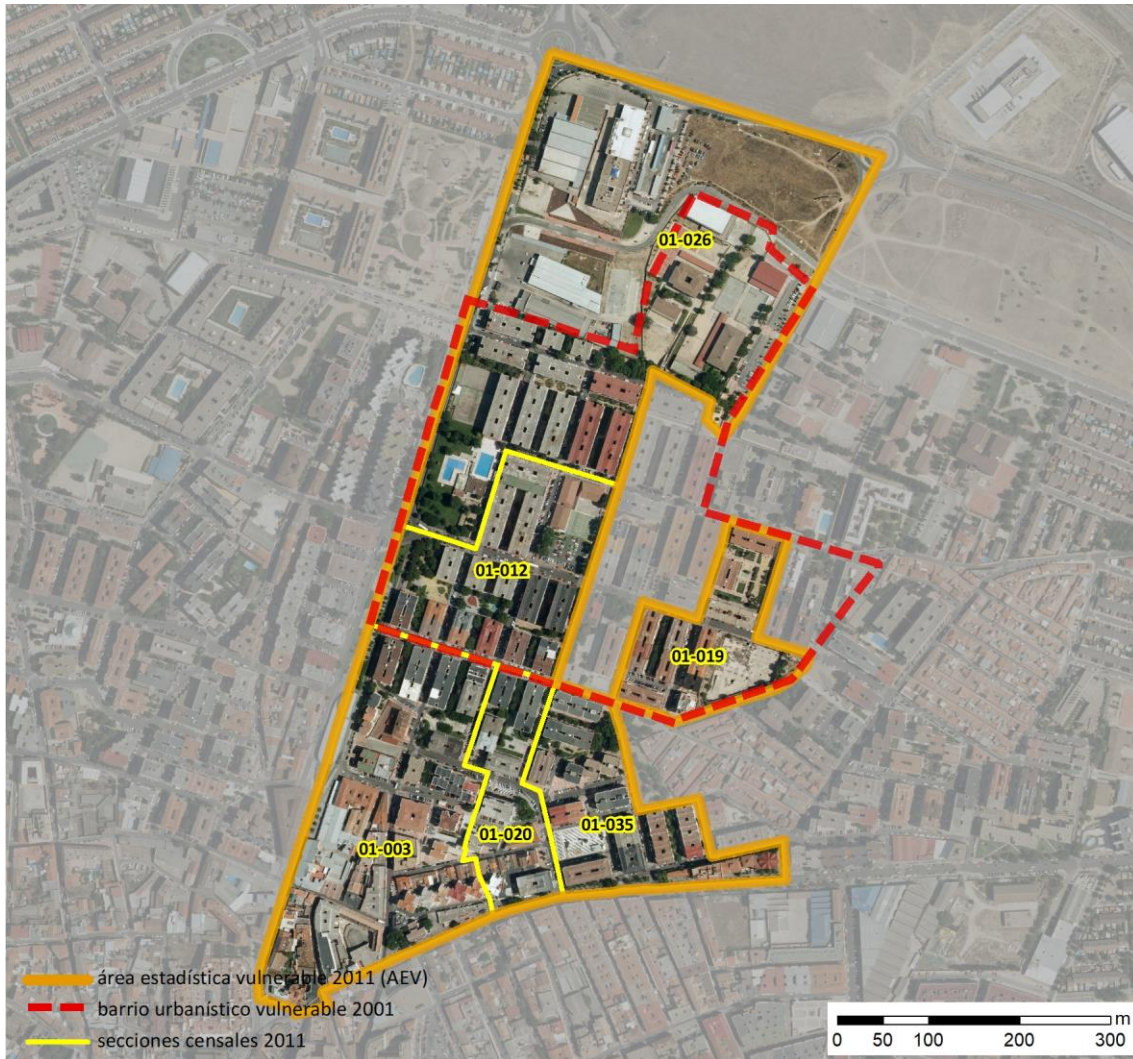 01-026
01-012
01-019
01-020
01-035
01-003
área estadística vulnerable 2011 (AEV)
barrio urbanístico vulnerable 2001
secciones censales 2011
m
0 50 100 200 300